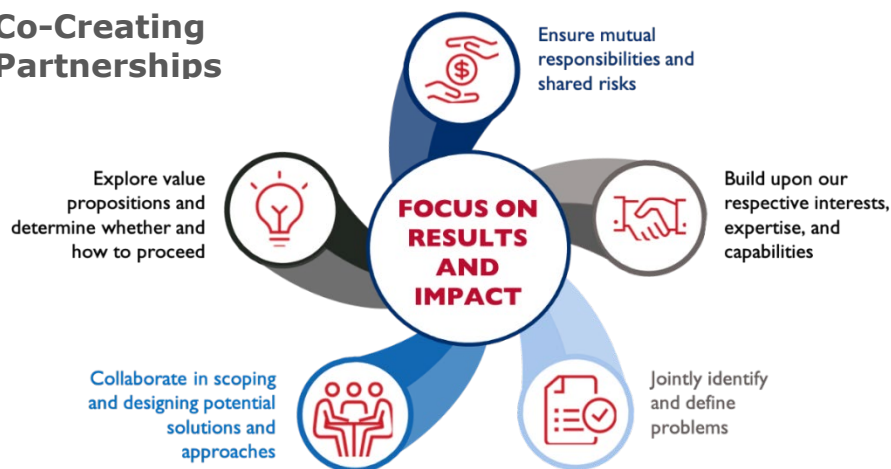 Co-Creating
Partnerships
Ensure mutual
responsibilities and
shared risks
Explore value
propositions and
determine whether and
how to proceed
FOCUS ON
RESULTS
AND
IMPACT
Build upon our
respective interests,
expertise, and
capabilities
Collaborate in scoping
and designing potential
solutions and
approaches
Jointly identify
and define
problems
$